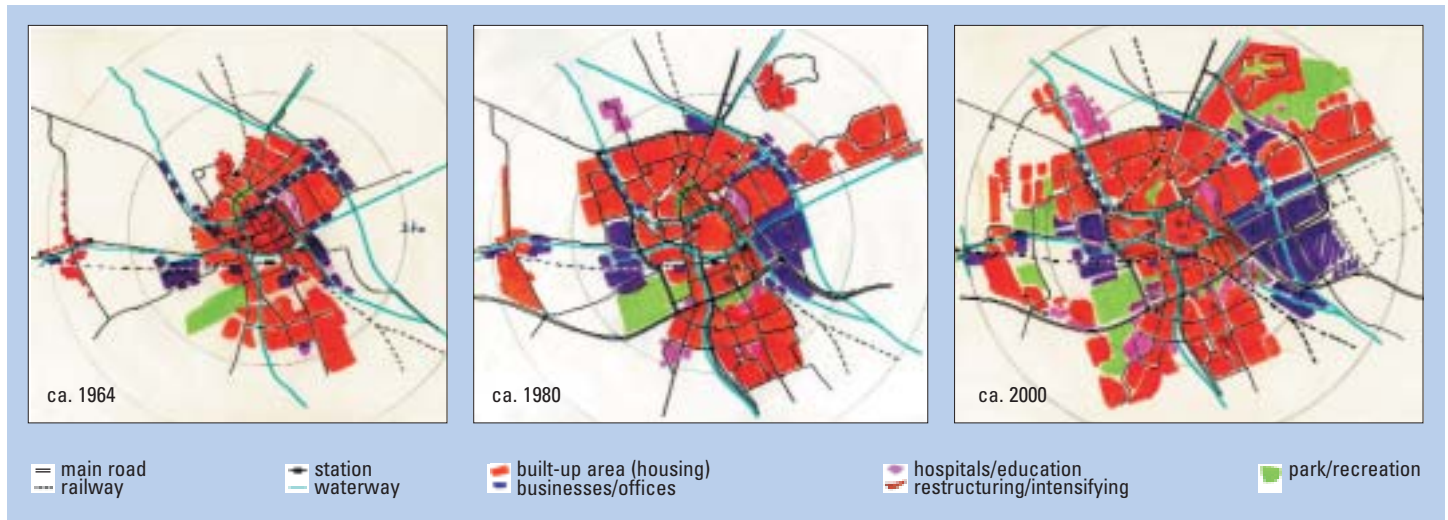 ca. 1964
ca. 1980
ca. 2000
main road
railway
station
waterway
built-up area (housing)
businesses/offices
hospitals/education
restructuring/intensifying
park/recreation